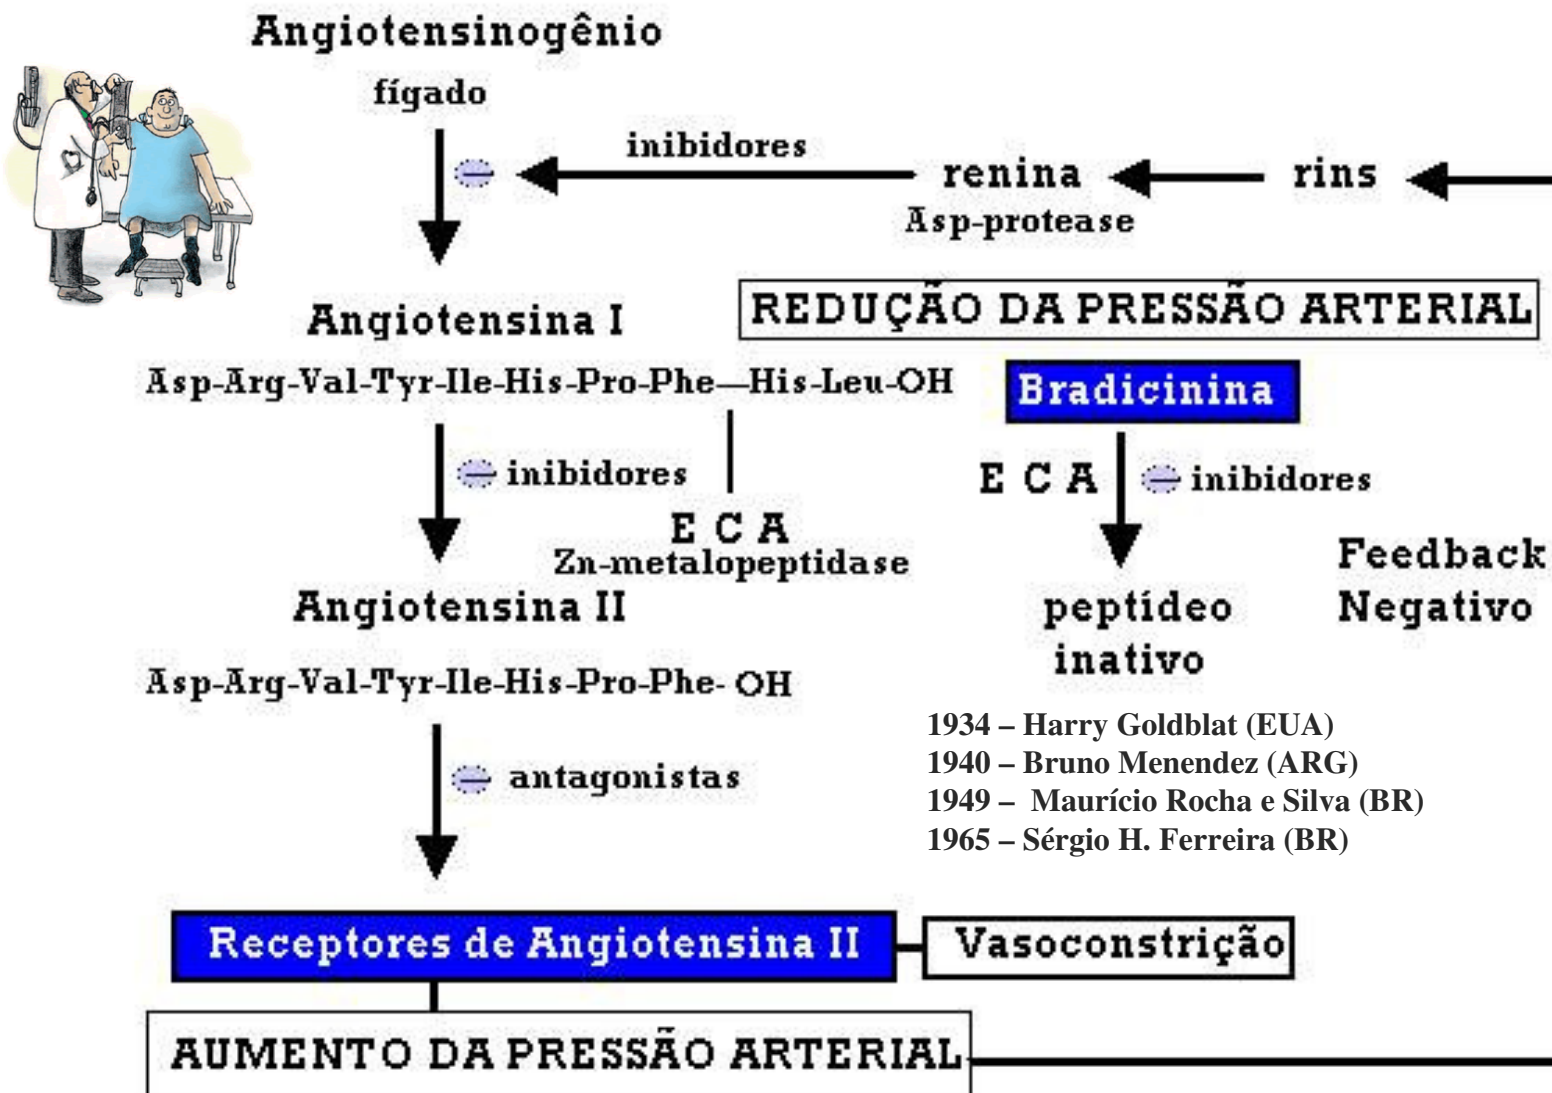 Angiotensinogênio
fígado
inibidores
renina
rins
Asp-protease
Angiotensina I
REDUÇÃO DA PRESSÃO ARTERIAL
Asp-Arg-Val-Tyr-Ile-His-Pro-Phe—His-Leu-OH
Bradicinina
inibidores
E C A
Zn-metalopeptidase
E C A
inibidores
Angiotensina II
peptídeo
inativo
Feedback
Negativo
Asp-Arg-Val-Tyr-Ile-His-Pro-Phe- OH
1934 – Harry Goldblat (EUA)
1940 – Bruno Menendez (ARG)
1949 –  Maurício Rocha e Silva (BR)
1965 – Sérgio H. Ferreira (BR)
antagonistas
Receptores de Angiotensina II
Vasoconstrição
AUMENTO DA PRESSÃO ARTERIAL